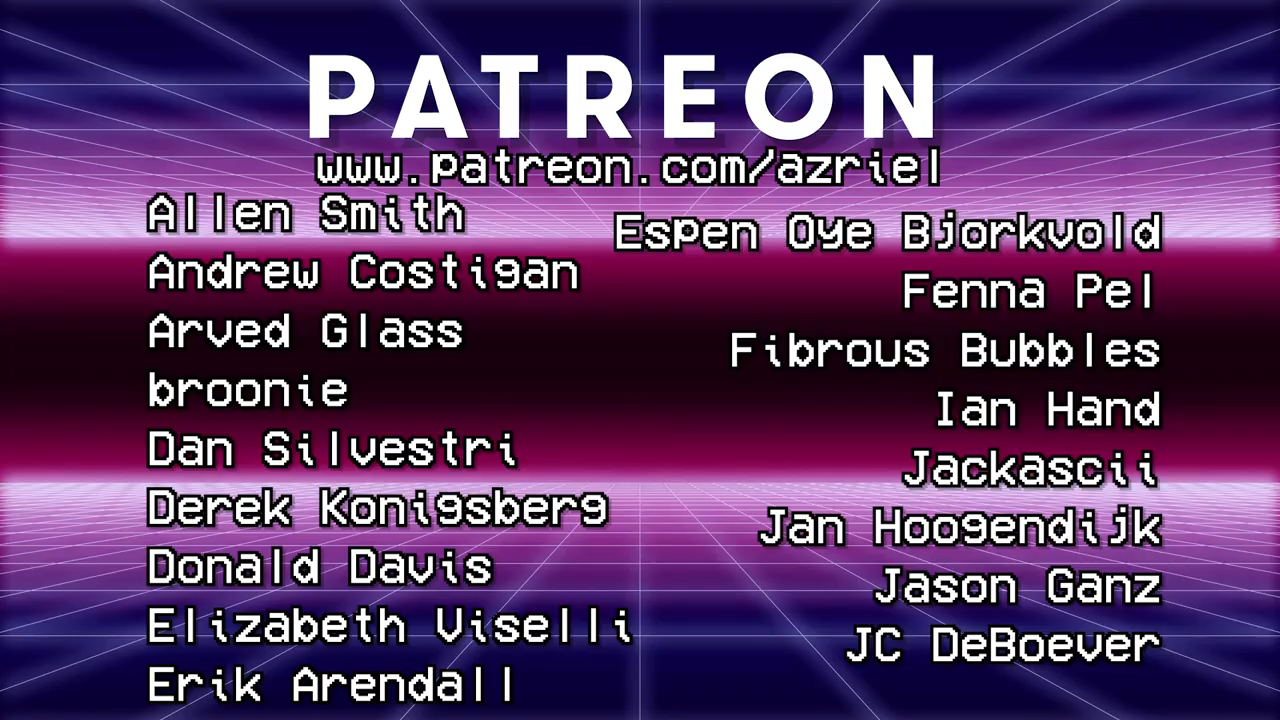 PATREON
www.patreon.com/azriel
Allen Smith
Andrew Costigan
Arved Glass
broonie
Dan Silvestri
Derek Konigsberg
Donald Davis
Elizabeth Viselli
Erik Arendall
Espen Oye Bjorkvold
Fenna Pel
Fibrous Bubbles
Ian Hand
Jackascii
Jan Hoogendijk
Jason Ganz
JC DeBoever